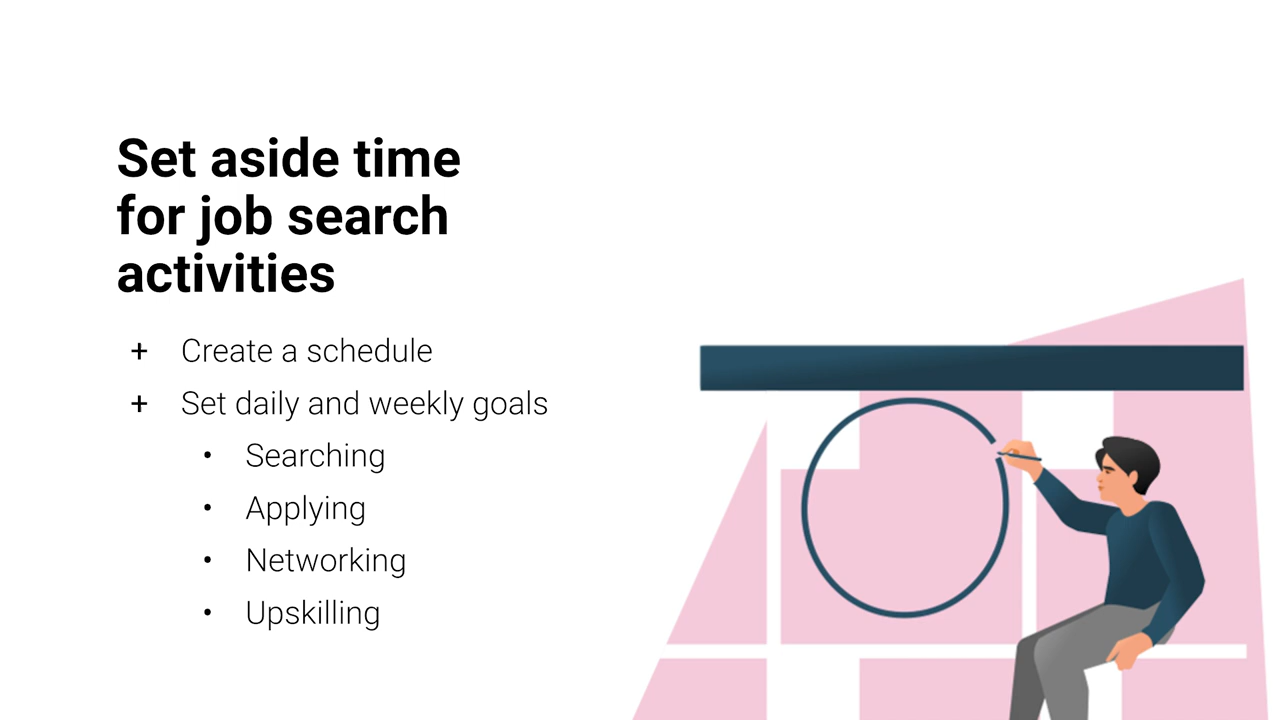 Set aside time
for job search
activities
+ Create a schedule
+ Set daily and weekly goals
• Searching
• Applying
• Networking
• Upskilling